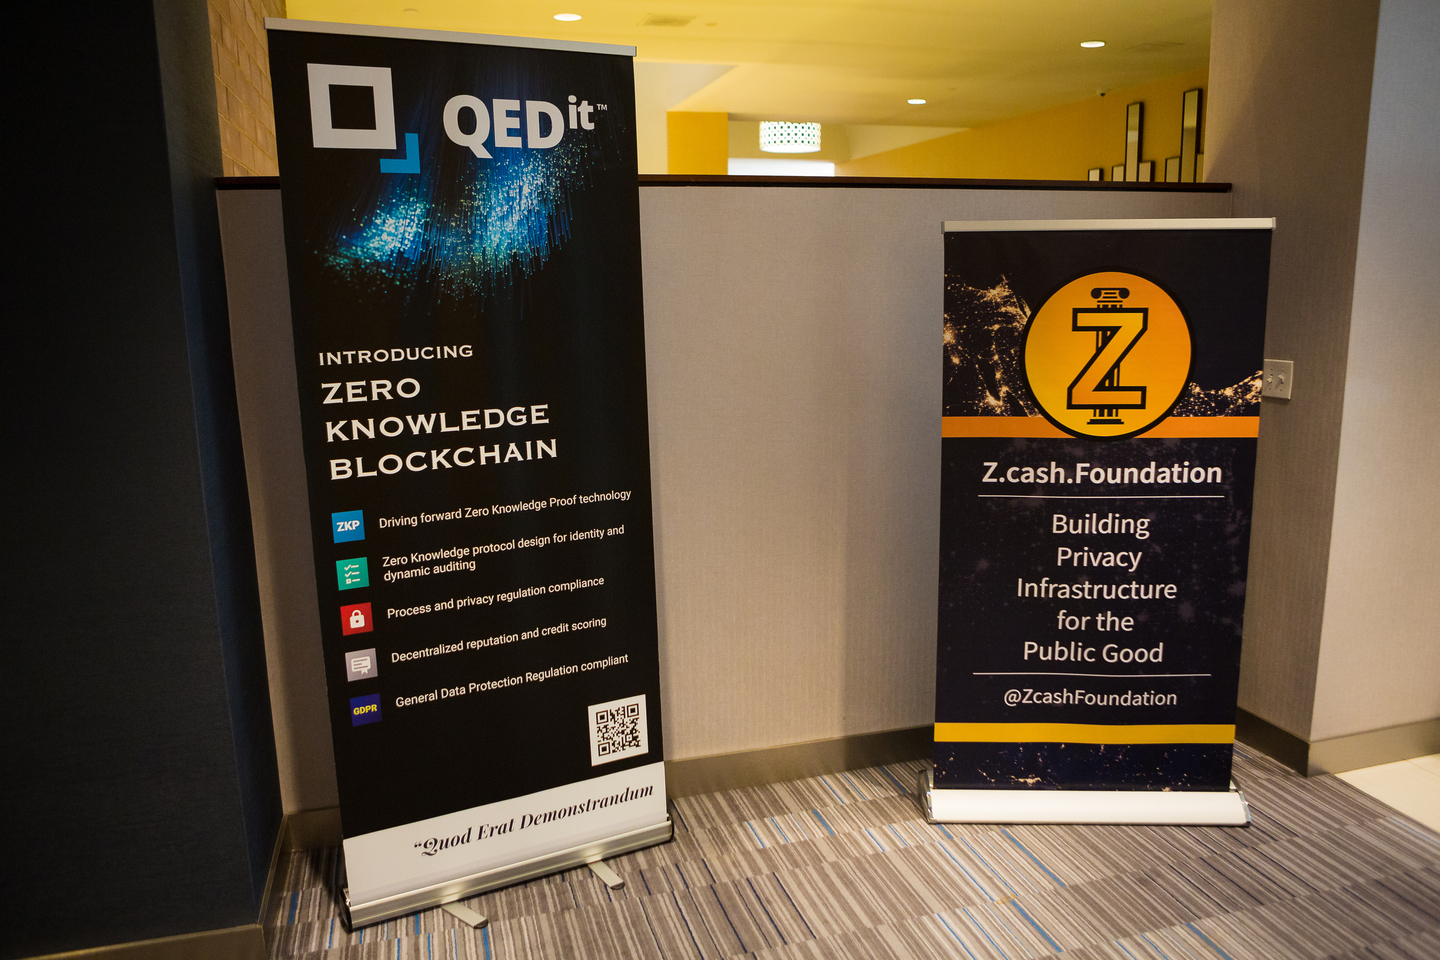 QEDit™
INTRODUCING
ZERO
KNOWLEDGE
BLOCKCHAIN
ZKP Driving forward Zero Knowledge Proof technology
Zero Knowledge protocol design for identity and
dynamic auditing
Process and privacy regulation compliance
Decentralized reputation and credit scoring
GDPR General Data Protection Regulation compliant
“Quod Erat Demonstrandum
Z
Z.cash.Foundation
Building
Privacy
Infrastructure
for the
Public Good
@ZcashFoundation